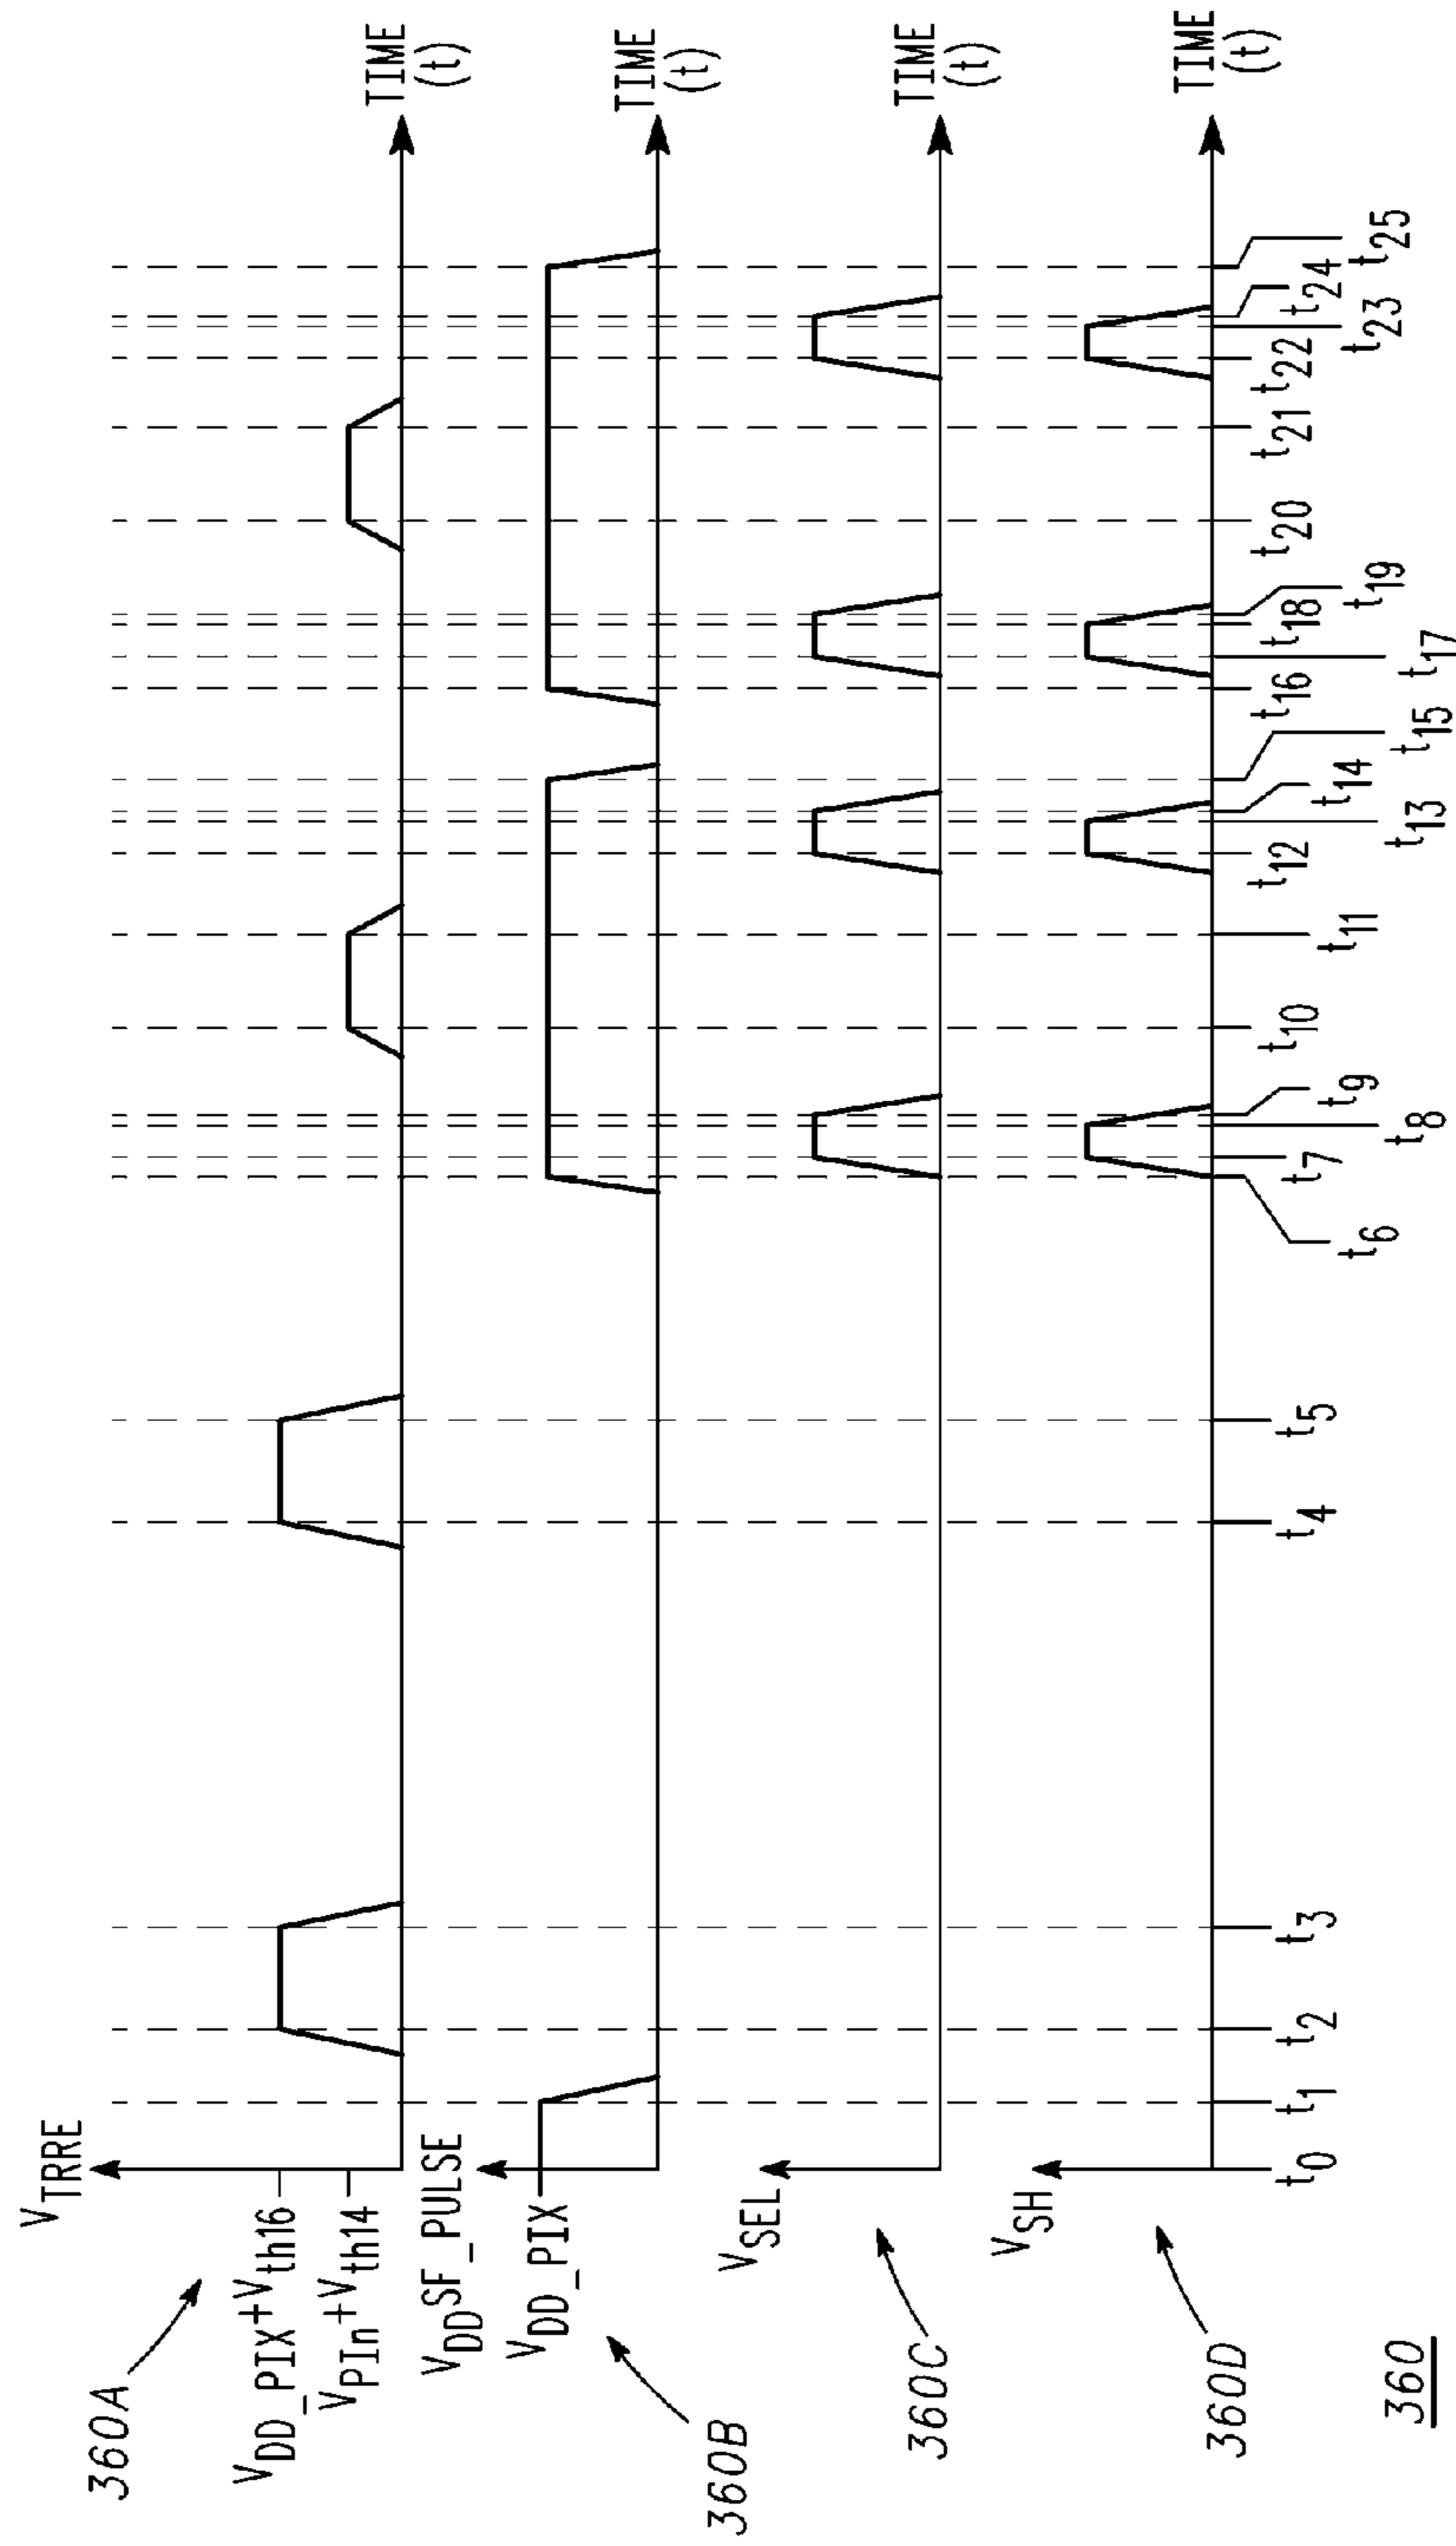 360A
V_TRRE
V_DD_PIX+V_th16
V_PIn+V_th14
TIME
(t)
360B
V_DDSF_PULSE
V_DD_PIX
TIME
(t)
360C
V_SEL
TIME
(t)
360D
V_SH
TIME
(t)
t0
t1
t2
t3
t4
t5
t6
t7
t8
t9
t10
t11
t12
t13
t14
t15
t16
t17
t18
t19
t20
t21
t22
t23
t24
t25
360